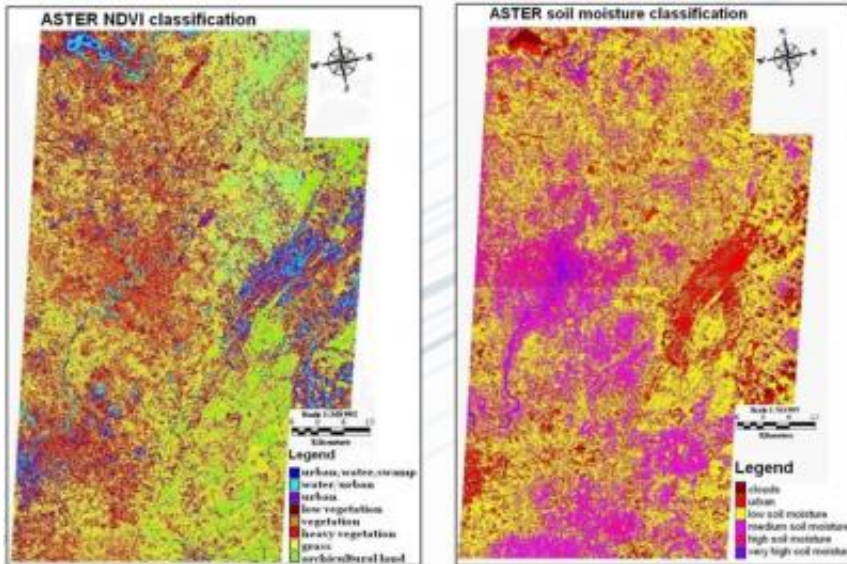 ASTER NDVI classification
Kilometers
Legend
urban,water,swamp
water/urban
urban
low vegetation
vegetation
heavy vegetation
grass
archicultural land
ASTER soil moisture classification
Kilometers
Legend
clouds
urban
low soil moisture
medium soil moisture
high soil moisture
very high soil moisture